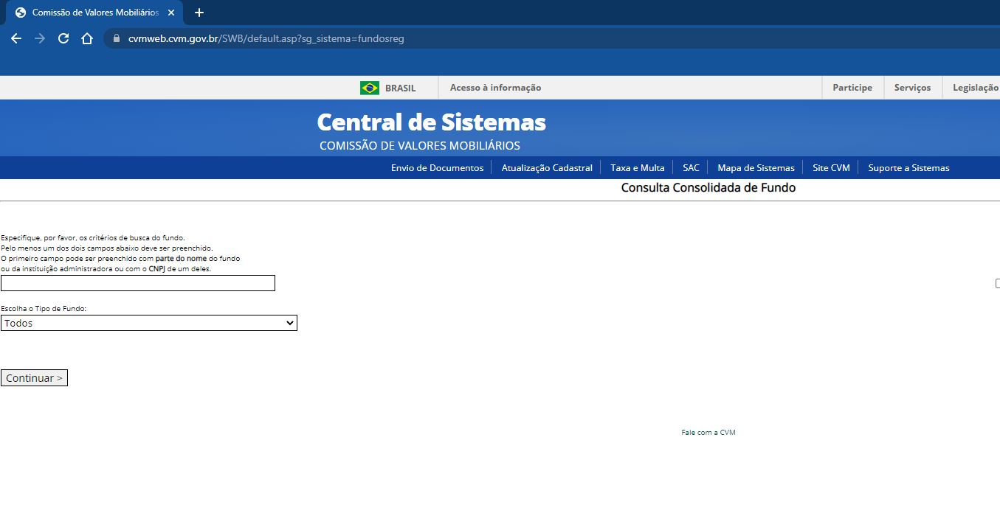 Comissão de Valores Mobiliários
cvmweb.cvm.gov.br/SWB/default.asp?sg_sistema=fundosreg
BRASIL Acesso à informação Participe Serviços Legislação
Central de Sistemas
COMISSÃO DE VALORES MOBILIÁRIOS
Envio de Documentos Atualização Cadastral Taxa e Multa SAC Mapa de Sistemas Site CVM Suporte a Sistemas
Consulta Consolidada de Fundo
Especifique, por favor, os critérios de busca do fundo.
Pelo menos um dos dois campos abaixo deve ser preenchido.
O primeiro campo pode ser preenchido com parte do nome do fundo
ou da instituição administradora ou com o CNPJ de um deles.
Escolha o Tipo de Fundo:
Todos
Continuar >
Fale com a CVM